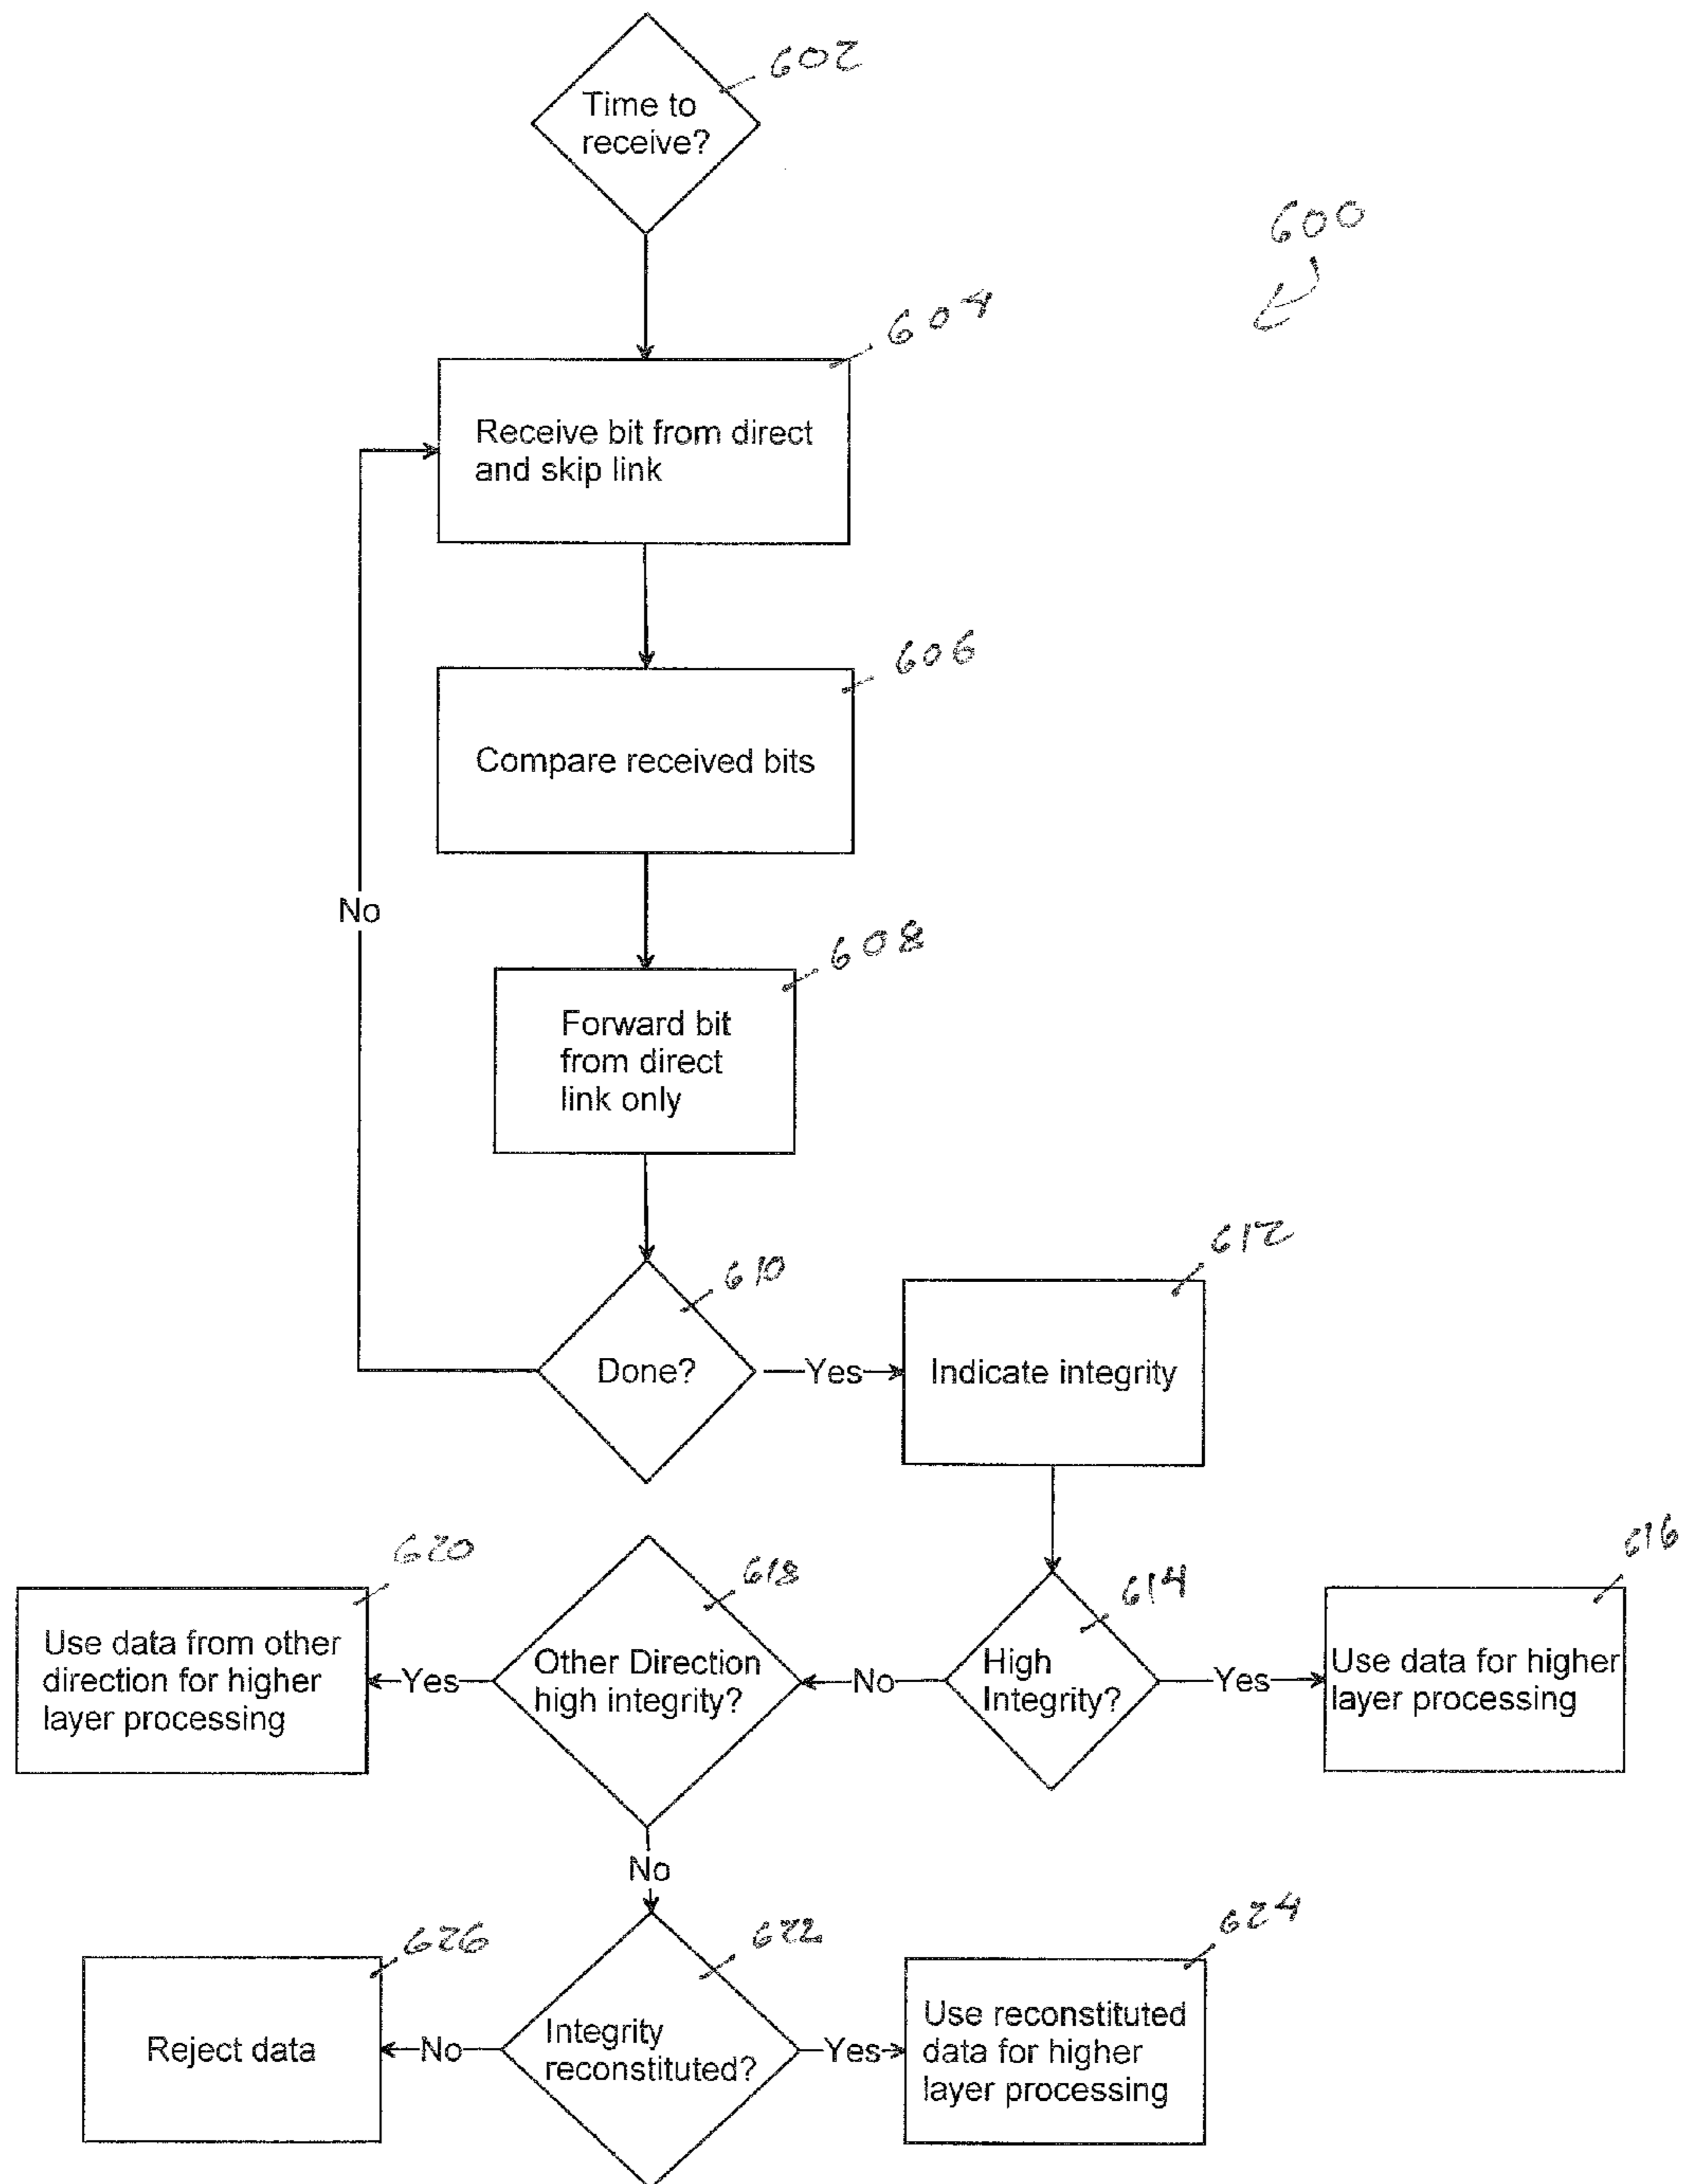 602
Time to
receive?
600
604
Receive bit from direct
and skip link
606
Compare received bits
No
608
Forward bit
from direct
link only
610
Done?
Yes
612
Indicate integrity
614
High
Integrity?
Yes
616
Use data for higher
layer processing
No
618
Other Direction
high integrity?
Yes
620
Use data from other
direction for higher
layer processing
No
622
Integrity
reconstituted?
Yes
624
Use reconstituted
data for higher
layer processing
No
626
Reject data